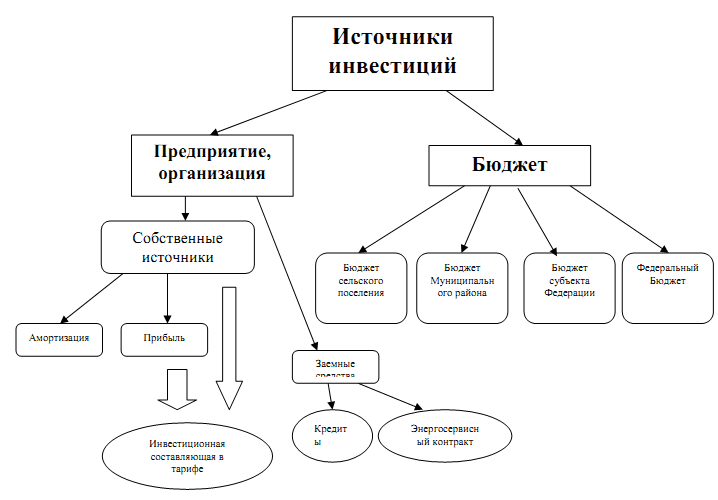 Источники
инвестиций
Предприятие,
организация
Бюджет
Собственные
источники
Бюджет
сельского
поселения
Бюджет
Муниципальн
ого района
Бюджет
субъекта
Федерации
Федеральный
Бюджет
Амортизация
Прибыль
Заемные
средства
Инвестиционная
составляющая в
тарифе
Кредит
ы
Энергосервисн
ый контракт